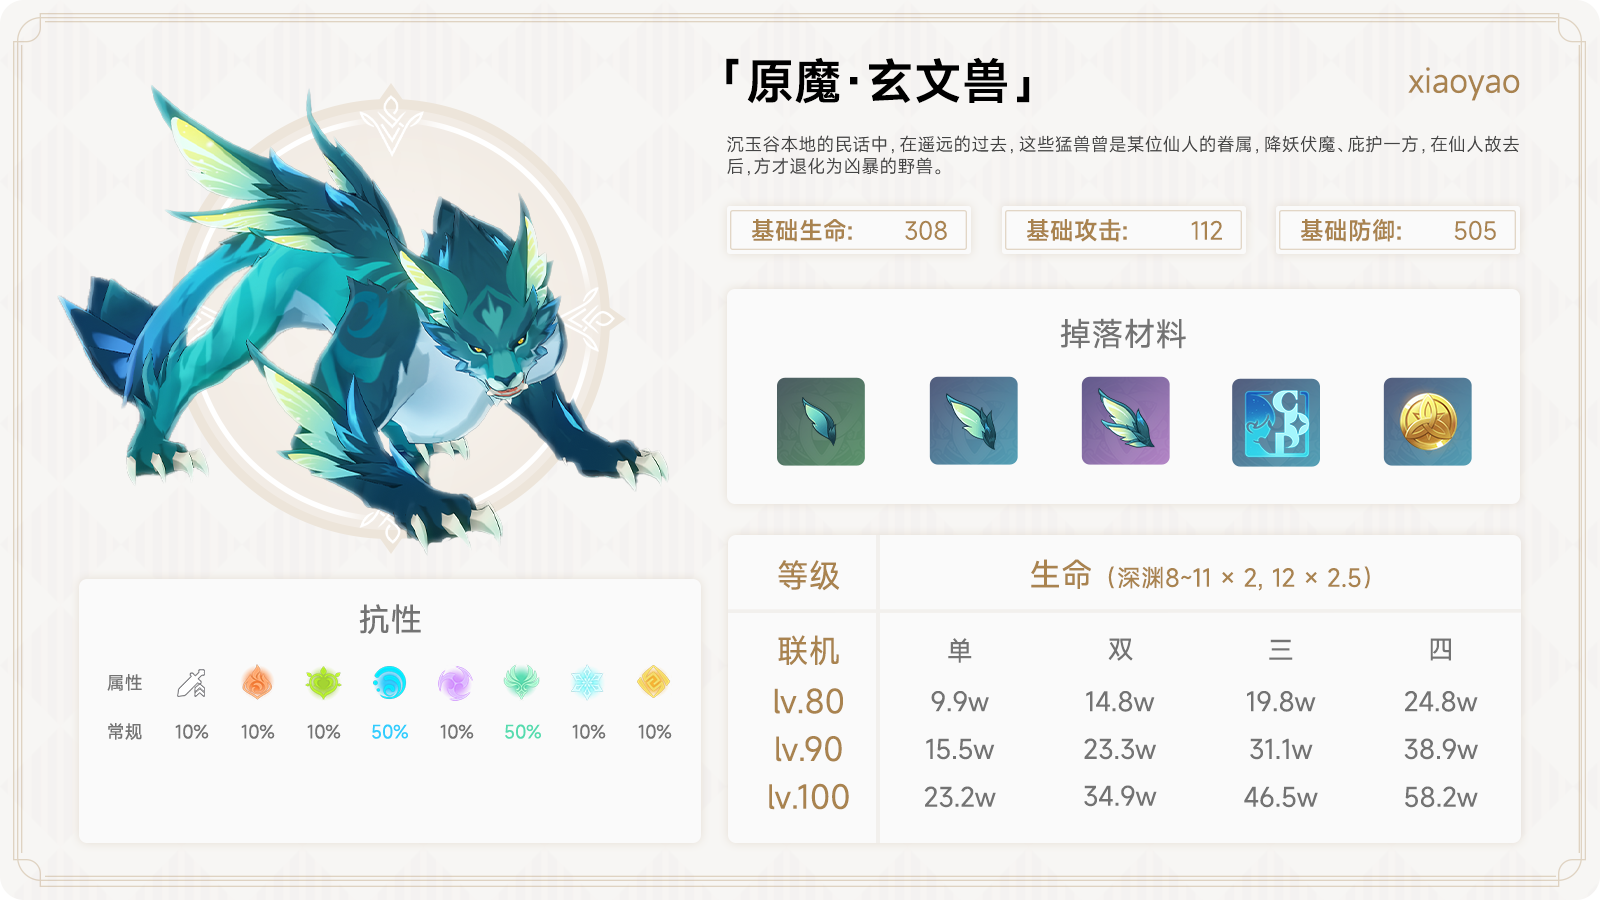 「原魔·玄文兽」
xiaoyao
沉玉谷本地的民话中,在遥远的过去,这些猛兽曾是某位仙人的眷属,降妖伏魔、庇护一方,在仙人故去
后,方才退化为凶暴的野兽。
基础生命: 308
基础攻击: 112
基础防御: 505
掉落材料
抗性
属性
常规 10% 10% 10% 50% 10% 50% 10% 10%
等级 生命 (深渊8~11 × 2, 12 × 2.5)
联机 单 双 三 四
lv.80 9.9w 14.8w 19.8w 24.8w
lv.90 15.5w 23.3w 31.1w 38.9w
lv.100 23.2w 34.9w 46.5w 58.2w